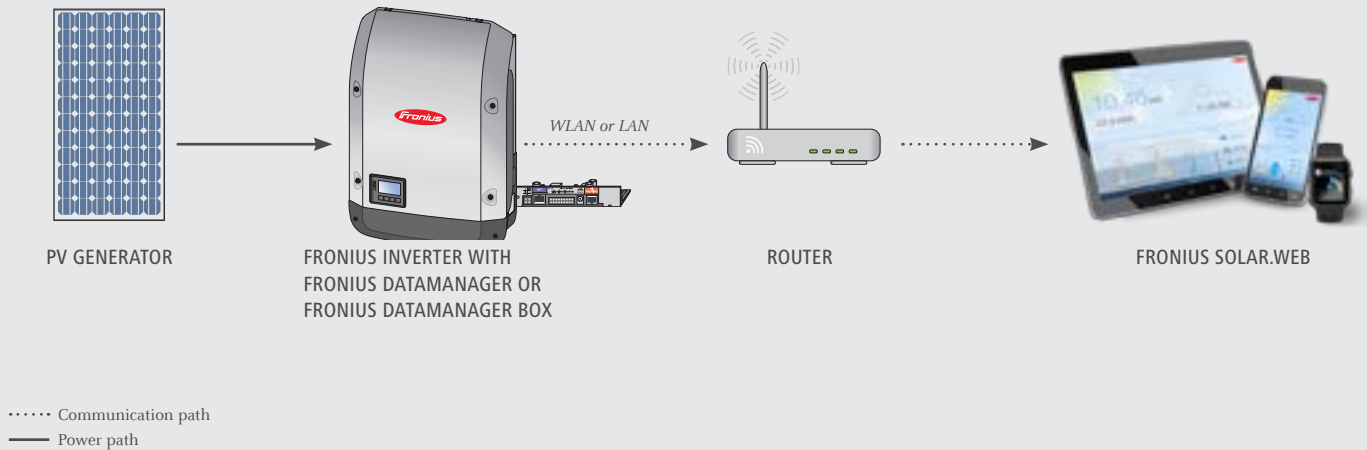 Fronius
WLAN or LAN
PV GENERATOR
FRONIUS INVERTER WITH
FRONIUS DATAMANAGER OR
FRONIUS DATAMANAGER BOX
ROUTER
FRONIUS SOLAR.WEB
Communication path
Power path